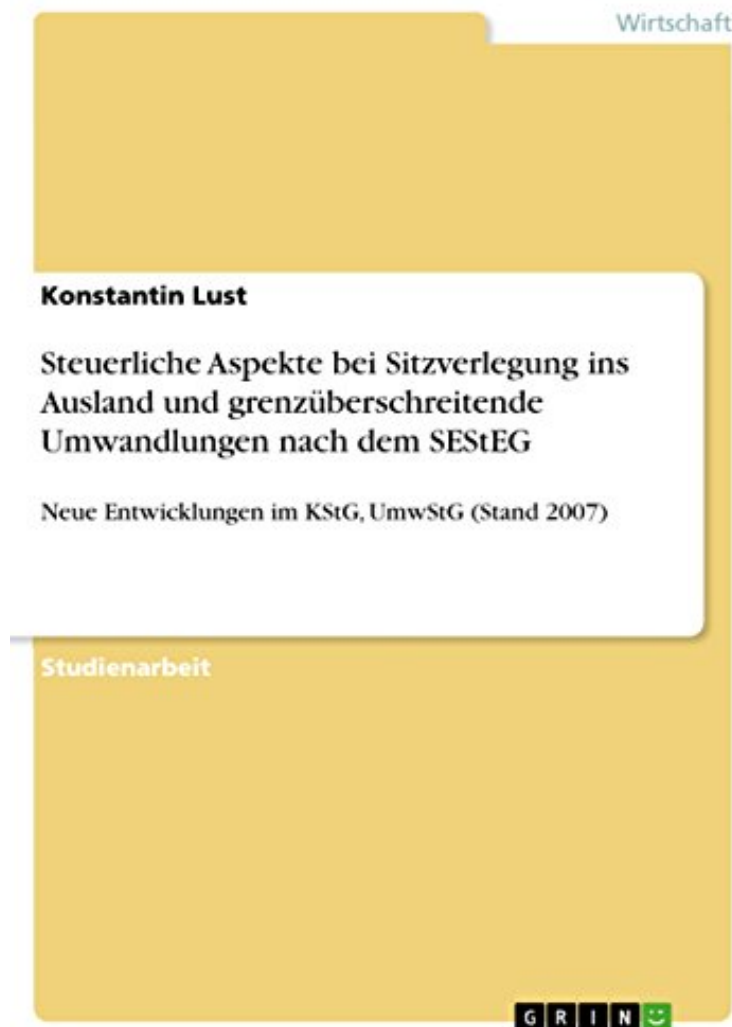 Wirtschaft
Konstantin Lust
Steuerliche Aspekte bei Sitzverlegung ins
Ausland und grenzüberschreitende
Umwandlungen nach dem SEStEG
Neue Entwicklungen im KStG, UmwStG (Stand 2007)
Studienarbeit
GRIN